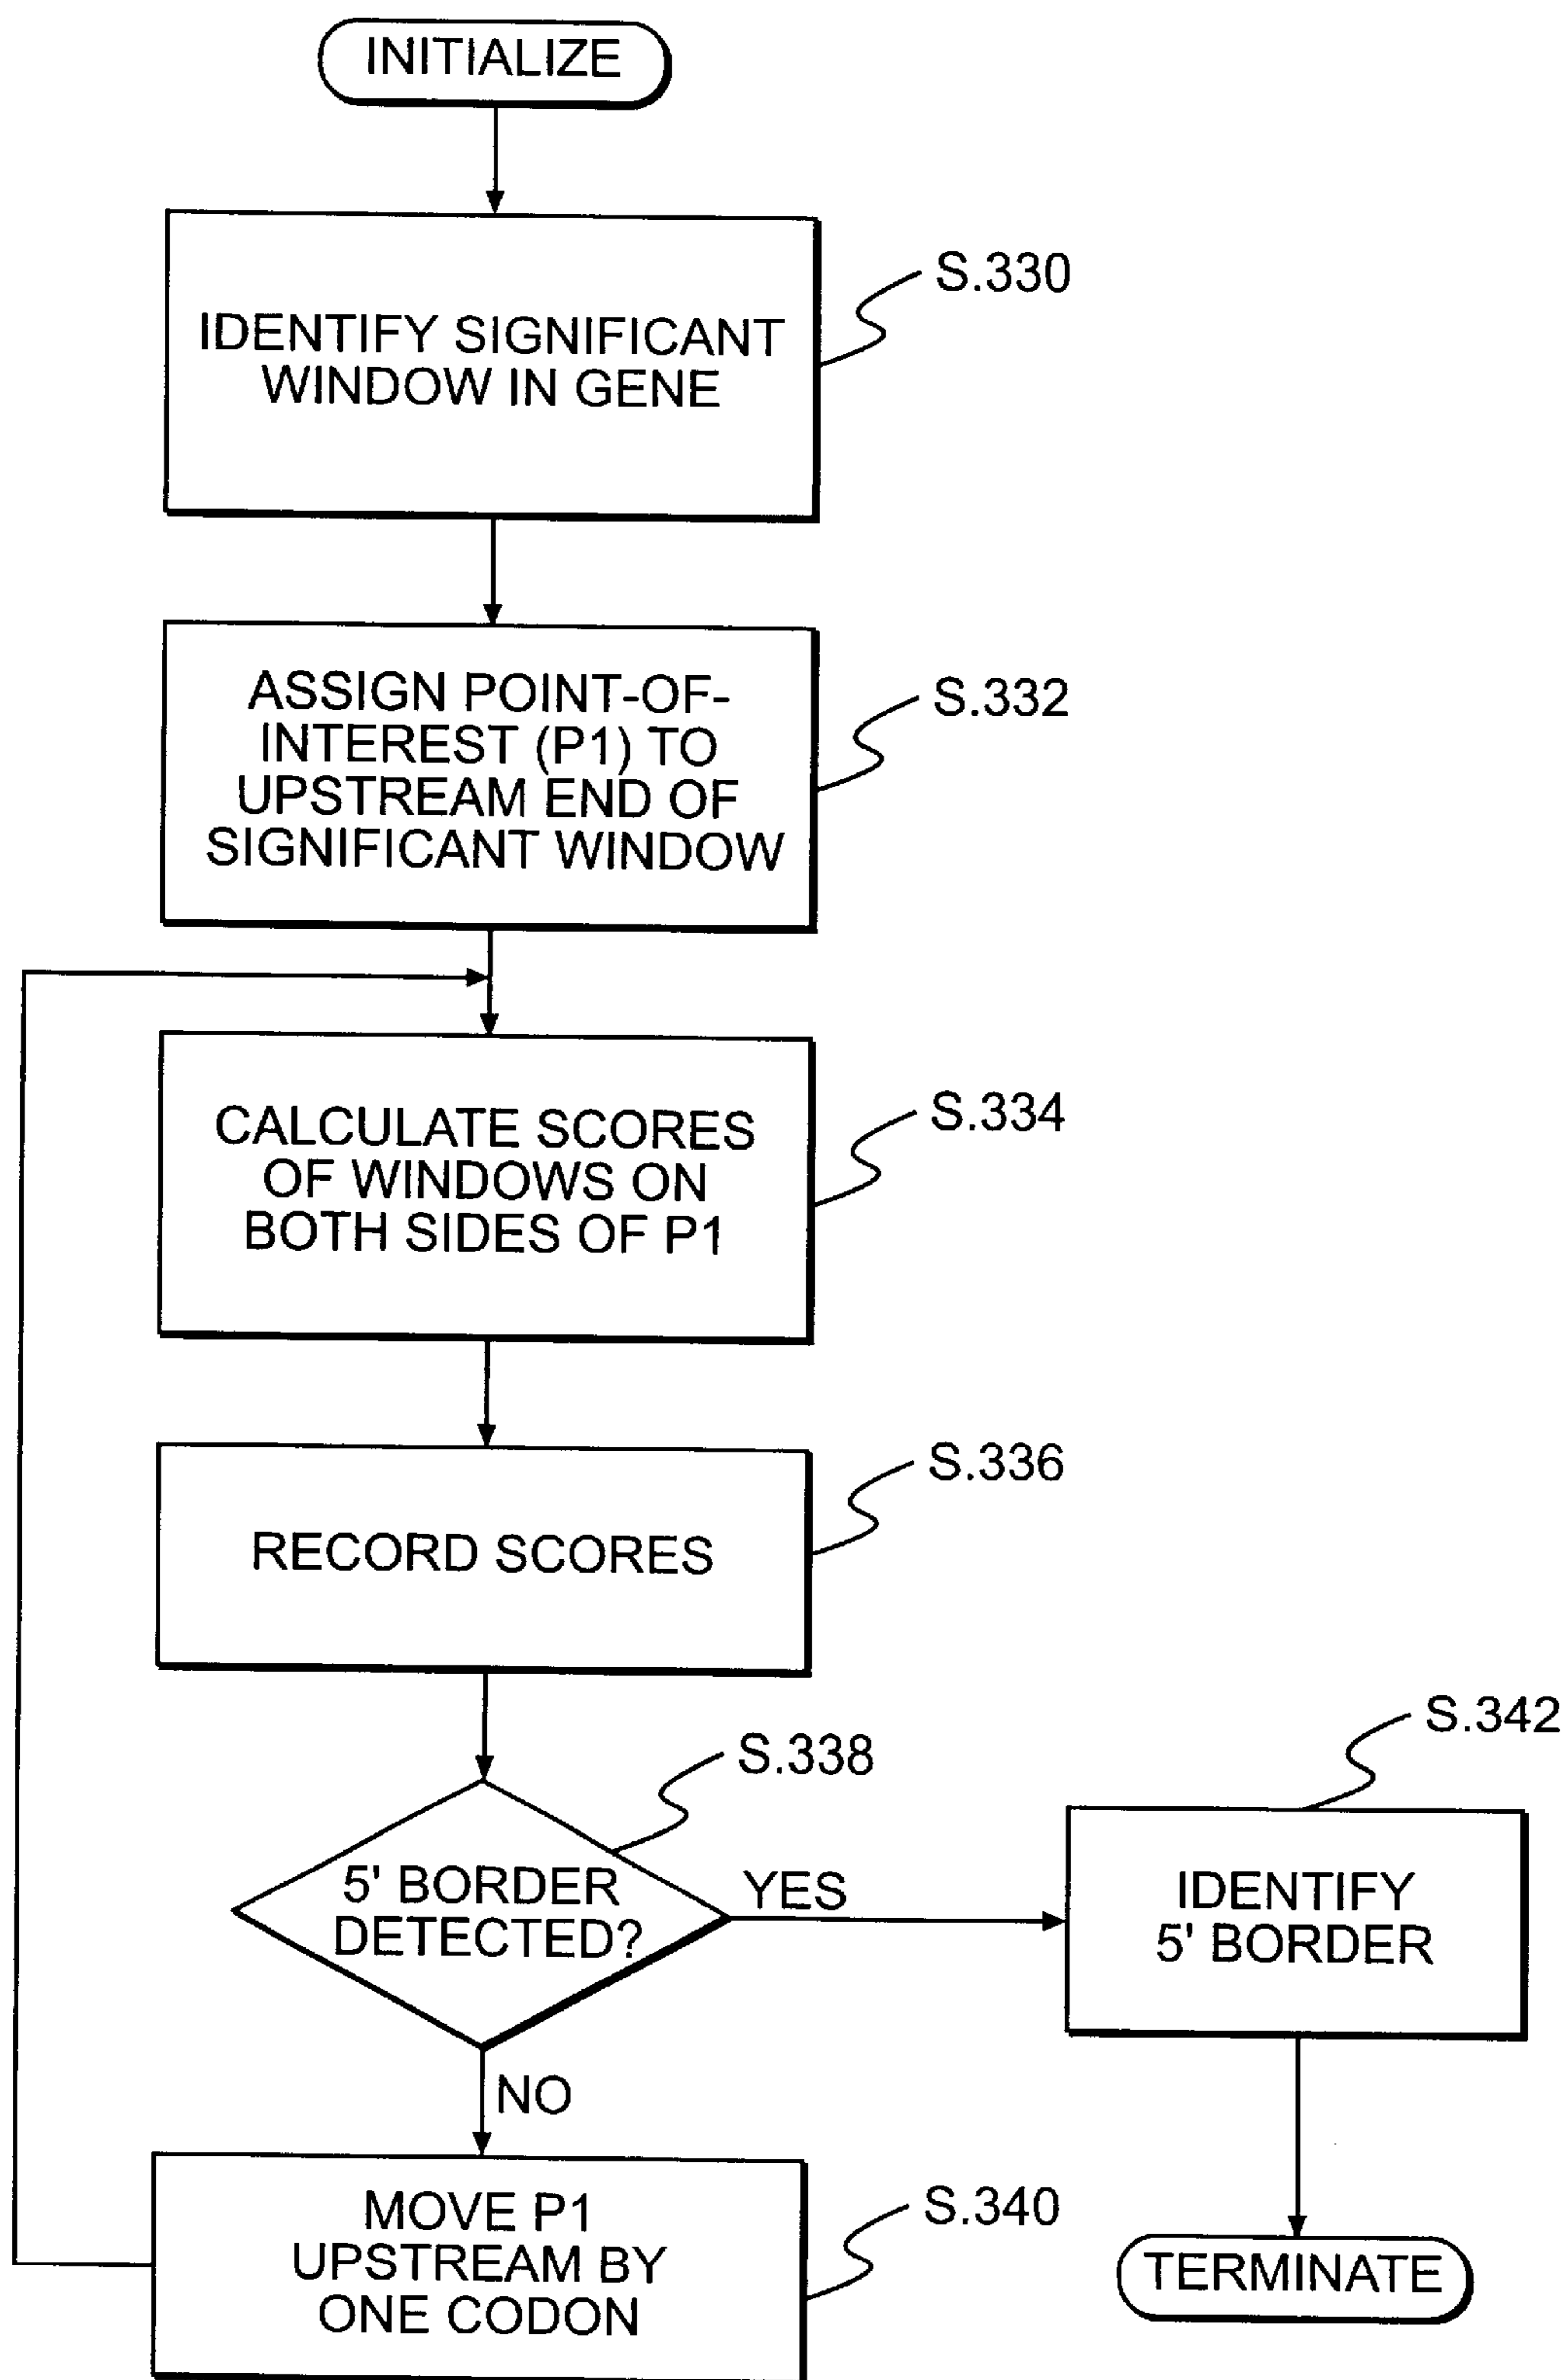 INITIALIZE
IDENTIFY SIGNIFICANT
WINDOW IN GENE
S.330
ASSIGN POINT-OF-
INTEREST (P1) TO
UPSTREAM END OF
SIGNIFICANT WINDOW
S.332
CALCULATE SCORES
OF WINDOWS ON
BOTH SIDES OF P1
S.334
RECORD SCORES
S.336
5' BORDER
DETECTED?
S.338
YES
NO
IDENTIFY
5' BORDER
S.342
MOVE P1
UPSTREAM BY
ONE CODON
S.340
TERMINATE